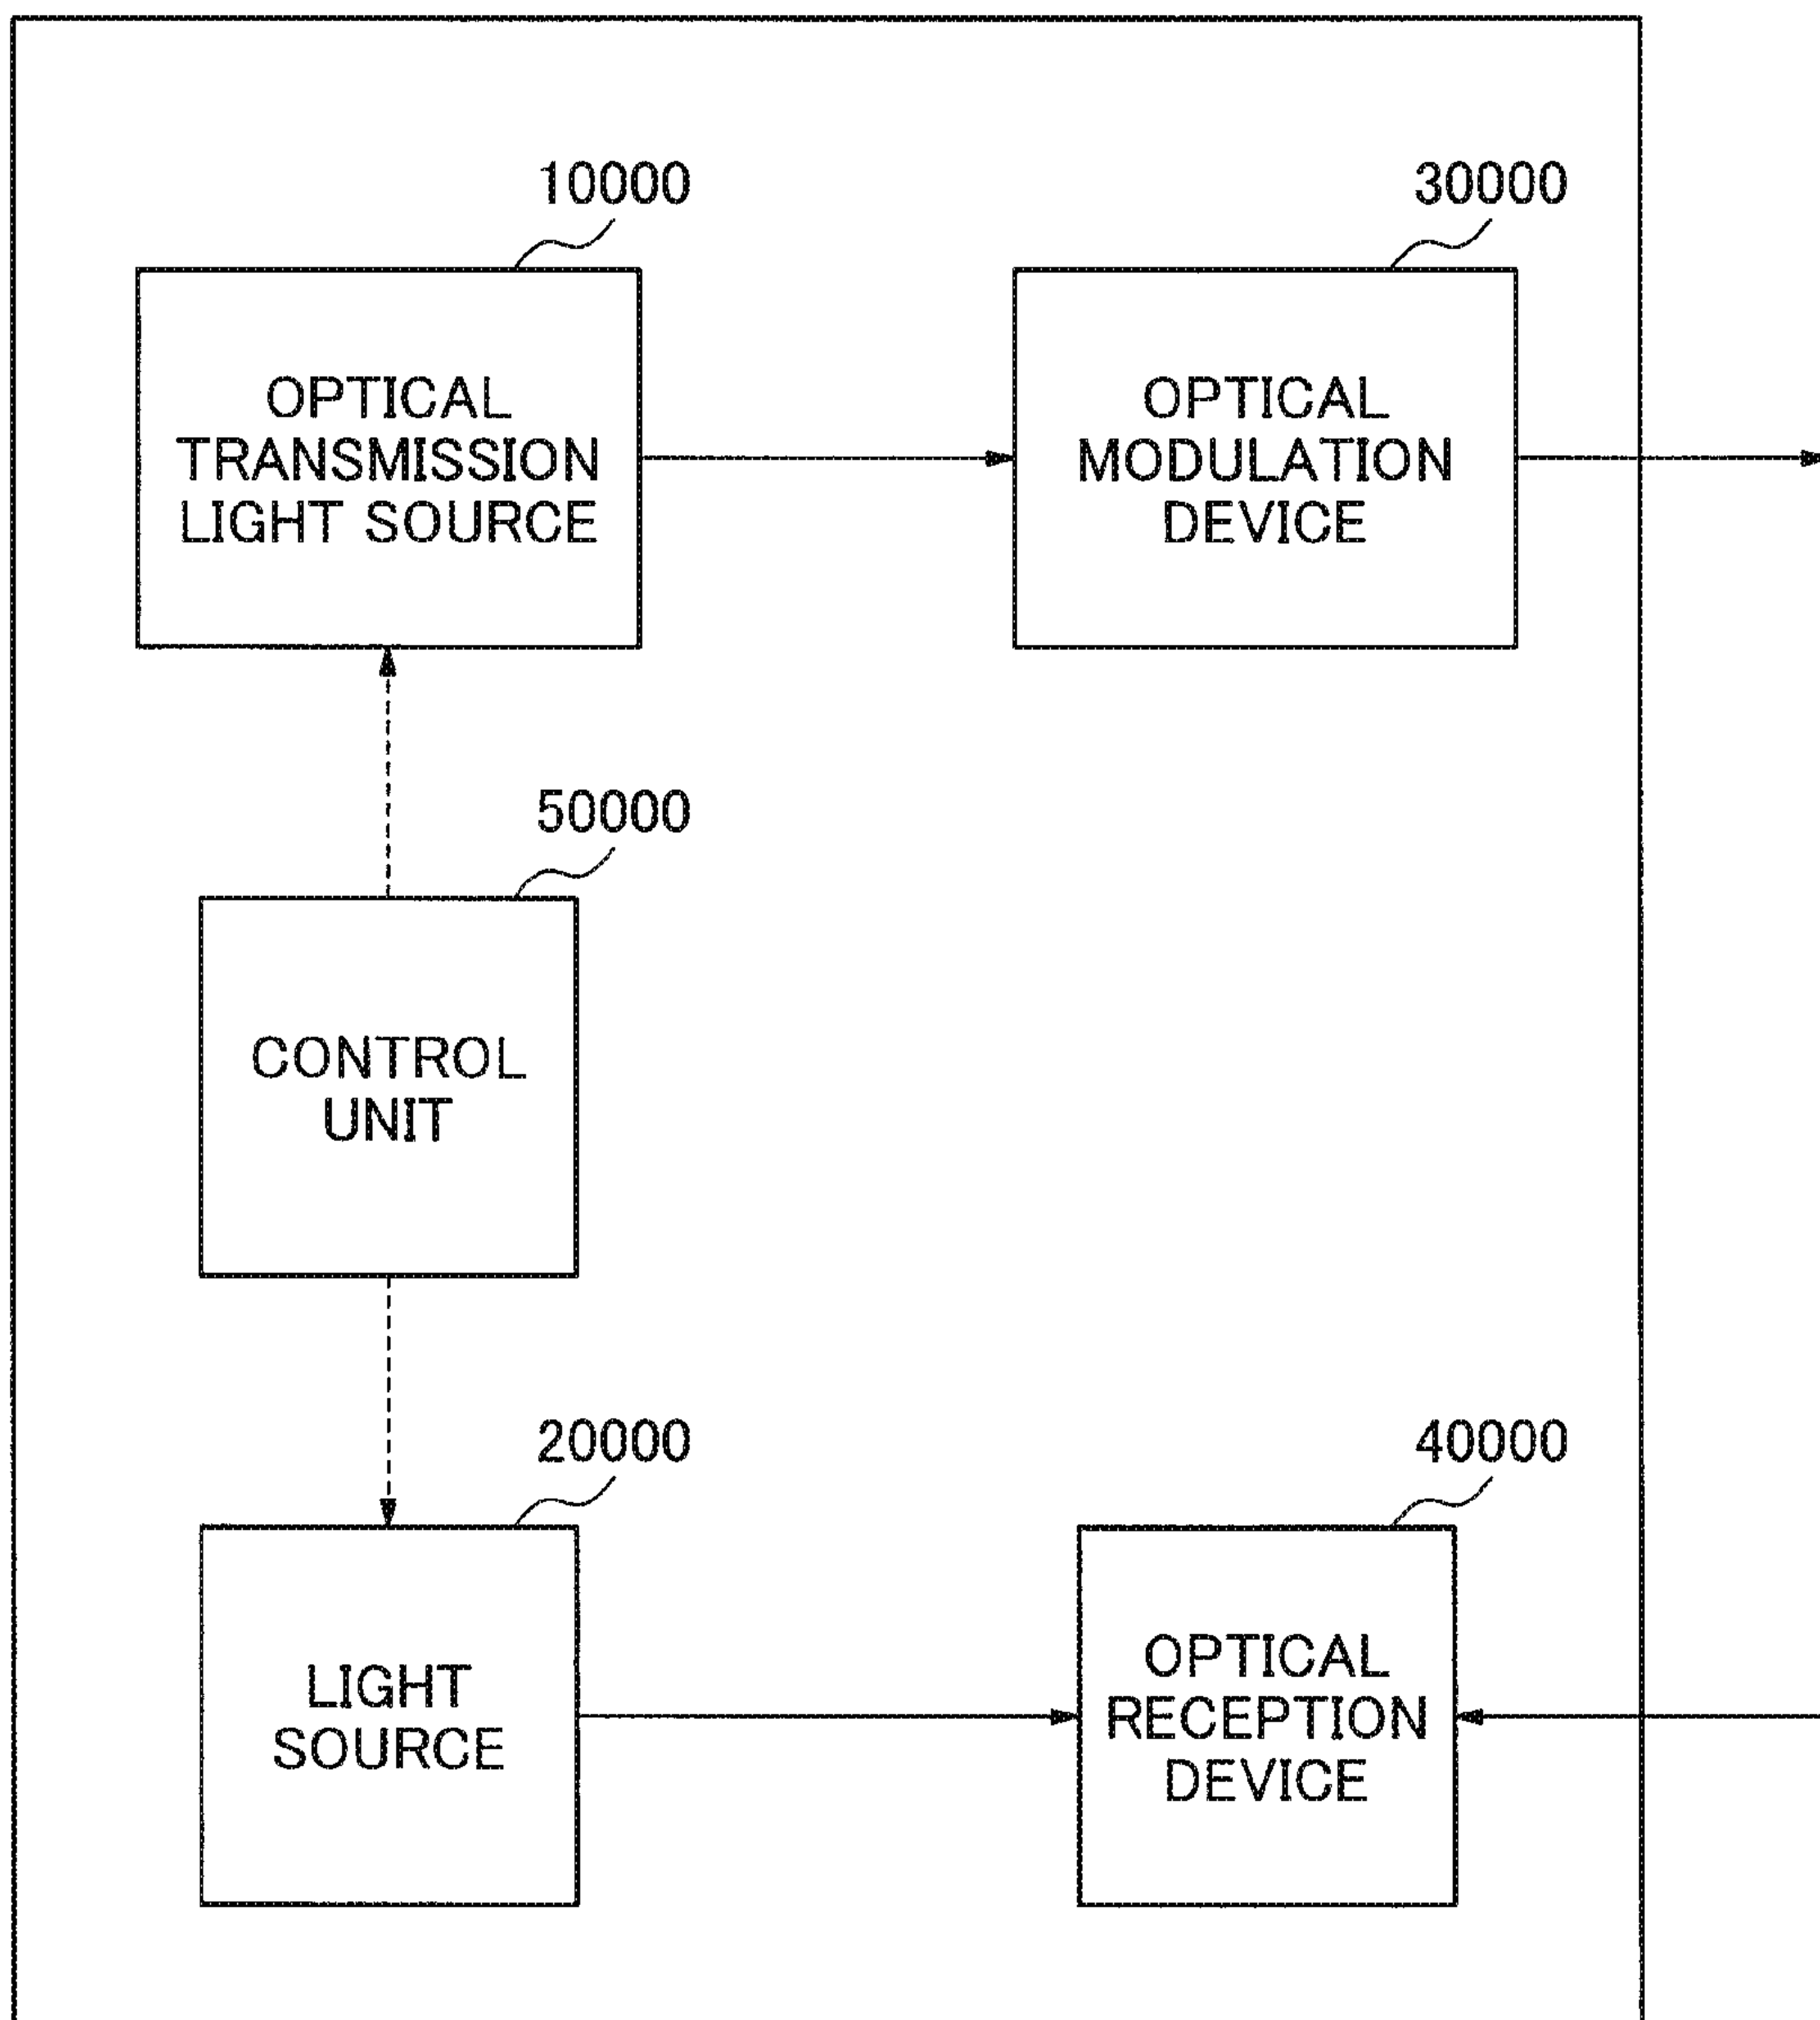 10000
OPTICAL
TRANSMISSION
LIGHT SOURCE
30000
OPTICAL
MODULATION
DEVICE
50000
CONTROL
UNIT
20000
LIGHT
SOURCE
40000
OPTICAL
RECEPTION
DEVICE